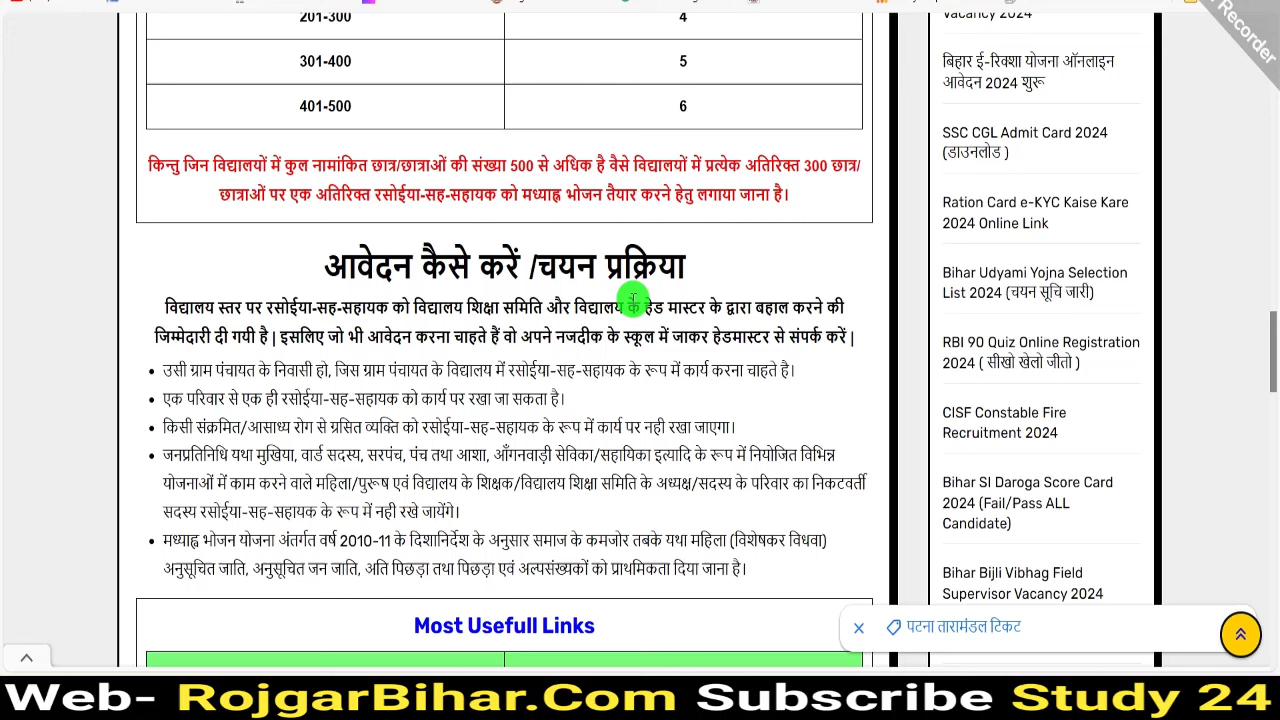 201-300 4
301-400 5
401-500 6
किन्तु जिन विद्यालयों में कुल नामांकित छात्र/छात्राओं की संख्या 500 से अधिक है वैसे विद्यालयों में प्रत्येक अतिरिक्त 300 छात्र/
छात्राओं पर एक अतिरिक्त रसोईया-सह-सहायक को मध्याह्न भोजन तैयार करने हेतु लगाया जाना है।
आवेदन कैसे करें /चयन प्रक्रिया
विद्यालय स्तर पर रसोईया-सह-सहायक को विद्यालय शिक्षा समिति और विद्यालय के हेड मास्टर के द्वारा बहाल करने की
जिम्मेदारी दी गयी है | इसलिए जो भी आवेदन करना चाहते हैं वो अपने नजदीक के स्कूल में जाकर हेडमास्टर से संपर्क करें |
• उसी ग्राम पंचायत के निवासी हो, जिस ग्राम पंचायत के विद्यालय में रसोईया-सह-सहायक के रूप में कार्य करना चाहते है।
• एक परिवार से एक ही रसोईया-सह-सहायक को कार्य पर रखा जा सकता है।
• किसी संक्रमित/आसाध्य रोग से ग्रसित व्यक्ति को रसोईया-सह-सहायक के रूप में कार्य पर नही रखा जाएगा।
• जनप्रतिनिधि यथा मुखिया, वार्ड सदस्य, सरपंच, पंच तथा आशा, आँगनवाड़ी सेविका/सहायिका इत्यादि के रूप में नियोजित विभिन्न
योजनाओं में काम करने वाले महिला/पुरूष एवं विद्यालय के शिक्षक/विद्यालय शिक्षा समिति के अध्यक्ष/सदस्य के परिवार का निकटवर्ती
सदस्य रसोईया-सह-सहायक के रूप में नही रखे जायेंगे।
• मध्याह्न भोजन योजना अंतर्गत वर्ष 2010-11 के दिशानिर्देश के अनुसार समाज के कमजोर तबके यथा महिला (विशेषकर विधवा)
अनुसूचित जाति, अनुसूचित जन जाति, अति पिछड़ा तथा पिछड़ा एवं अल्पसंख्यकों को प्राथमिकता दिया जाना है।
Most Usefull Links
Vacancy 2024
बिहार ई-रिक्शा योजना ऑनलाइन
आवेदन 2024 शुरू
SSC CGL Admit Card 2024
(डाउनलोड )
Ration Card e-KYC Kaise Kare
2024 Online Link
Bihar Udyami Yojna Selection
List 2024 (चयन सूचि जारी)
RBI 90 Quiz Online Registration
2024 ( सीखो खेलो जीतो )
CISF Constable Fire
Recruitment 2024
Bihar SI Daroga Score Card
2024 (Fail/Pass ALL
Candidate)
Bihar Bijli Vibhag Field
Supervisor Vacancy 2024
पटना तारामंडल टिकट
Recorder
Web- RojgarBihar.Com Subscribe Study 24